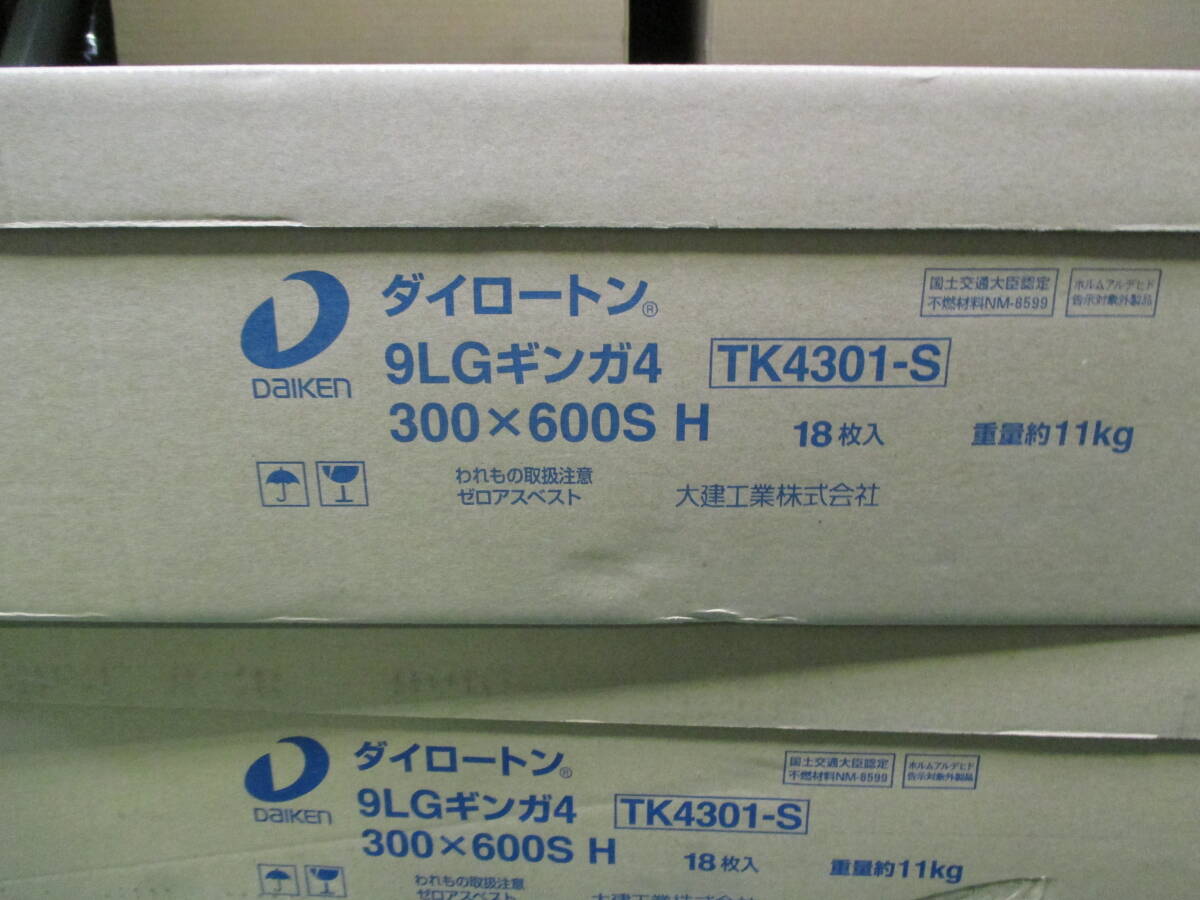 DAIKEN
ダイロートン®
9LGギンガ4 TK4301-S
300×600S H 18枚入 重量約11kg
国土交通大臣認定
不燃材料NM-8599
ホルムアルデヒド
告示対象外製品
われもの取扱注意
ゼロアスベスト
大建工業株式会社
DAIKEN
ダイロートン®
9LGギンガ4 TK4301-S
300×600S H 18枚入 重量約11kg
国土交通大臣認定
不燃材料NM-8599
ホルムアルデヒド
告示対象外製品
われもの取扱注意
ゼロアスベスト
大建工業株式会社